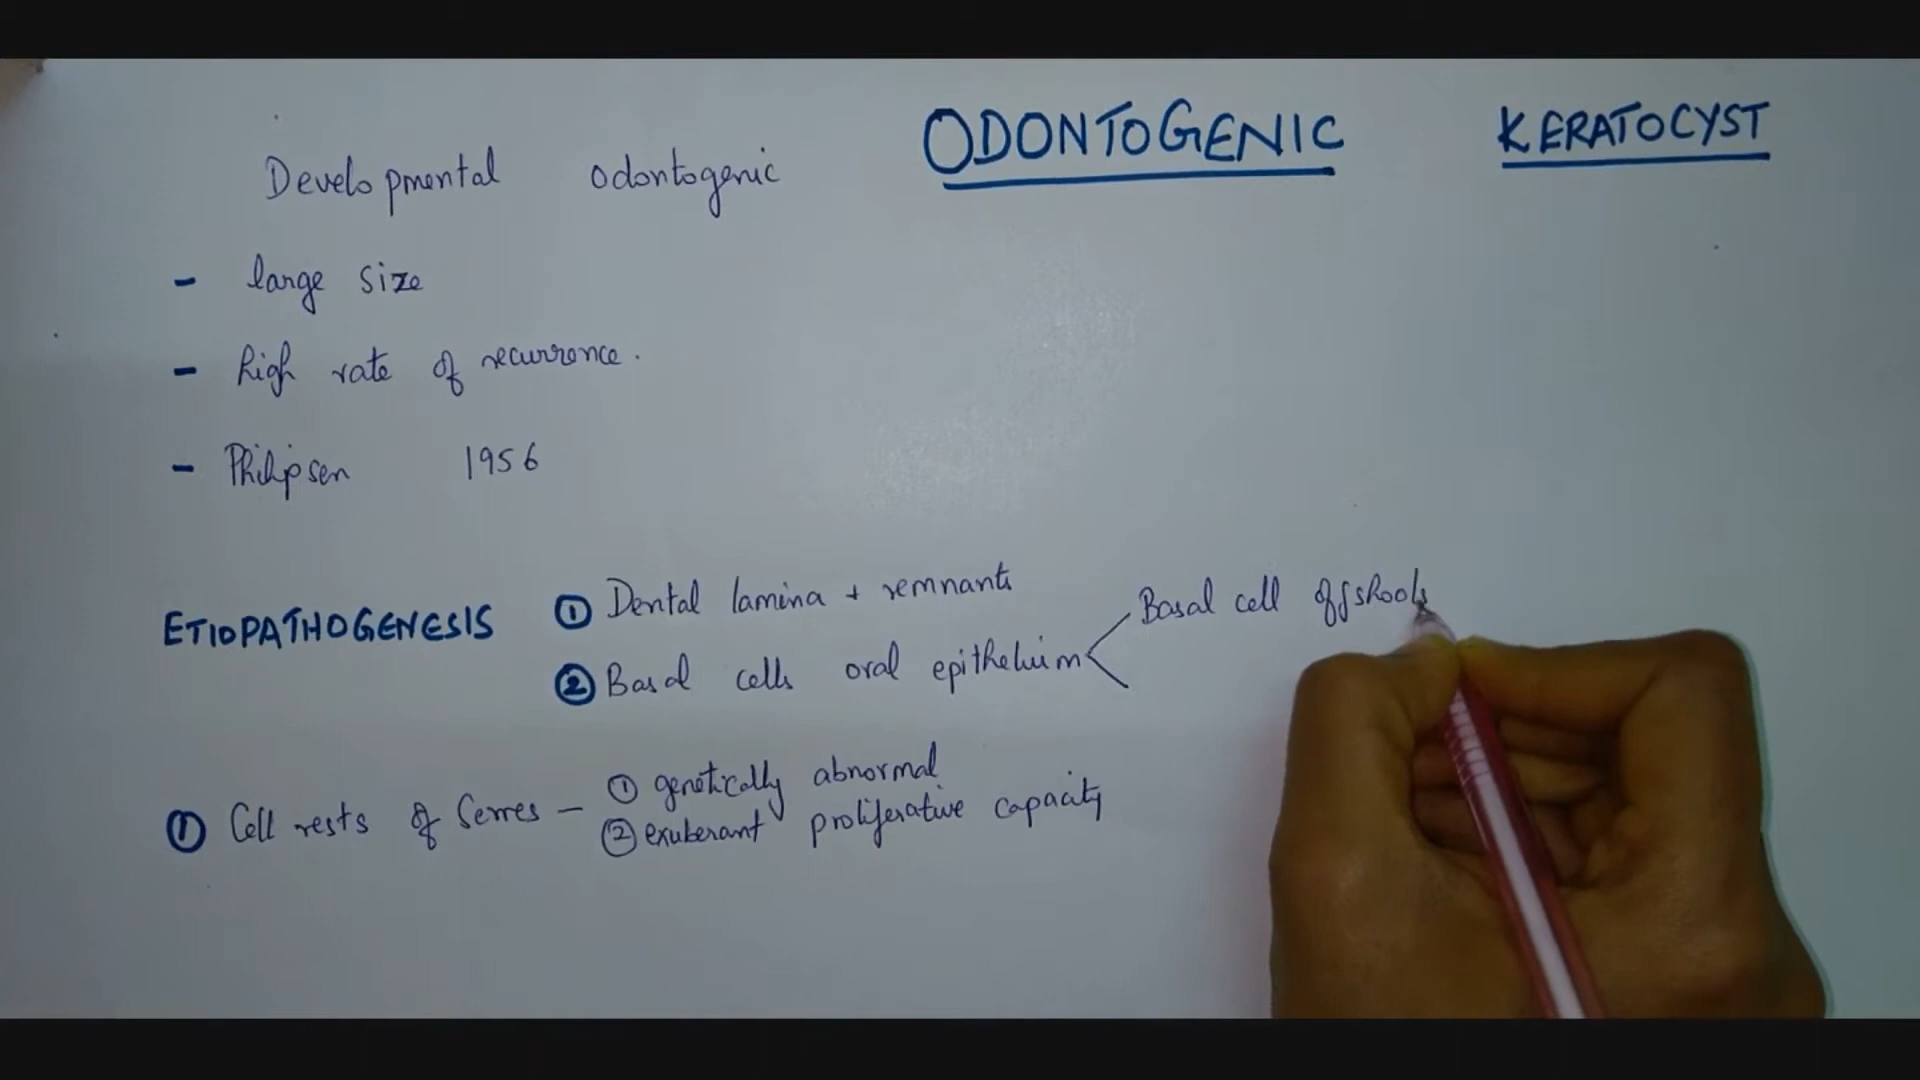 ODONTOGENIC KERATOCYST
Developmental odontogenic
- large size
- high rate of recurrence.
- Philipsen 1956
ETIOPATHOGENESIS
① Dental lamina + remnants
② Basal cells oral epithelium
Basal cell offshoots
① Cell rests of Serres -
① genetically abnormal
② exuberant proliferative capacity